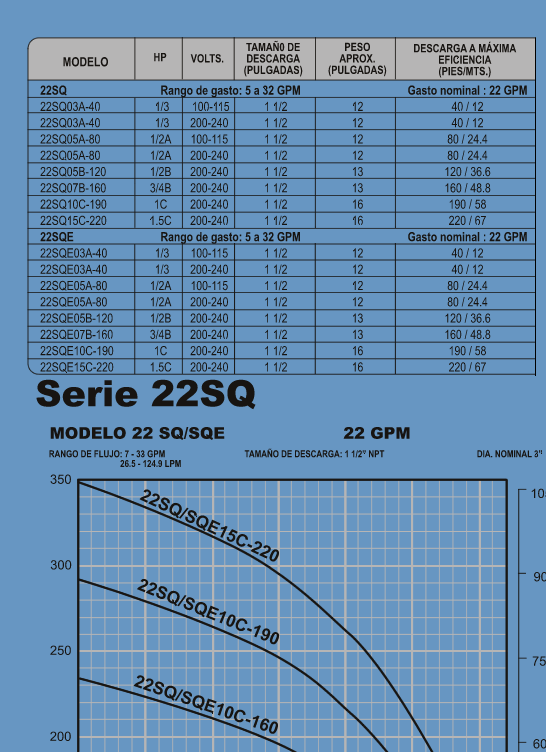 MODELO HP VOLTS. TAMAÑO DE DESCARGA (PULGADAS) PESO APROX. (PULGADAS) DESCARGA A MÁXIMA EFICIENCIA (PIES/MTS.)
22SQ Rango de gasto: 5 a 32 GPM Gasto nominal : 22 GPM
22SQ03A-40 1/3 100-115 1 1/2 12 40 / 12
22SQ03A-40 1/3 200-240 1 1/2 12 40 / 12
22SQ05A-80 1/2A 100-115 1 1/2 12 80 / 24.4
22SQ05A-80 1/2A 200-240 1 1/2 12 80 / 24.4
22SQ05B-120 1/2B 200-240 1 1/2 13 120 / 36.6
22SQ07B-160 3/4B 200-240 1 1/2 13 160 / 48.8
22SQ10C-190 1C 200-240 1 1/2 16 190 / 58
22SQ15C-220 1.5C 200-240 1 1/2 16 220 / 67
22SQE Rango de gasto: 5 a 32 GPM Gasto nominal : 22 GPM
22SQE03A-40 1/3 100-115 1 1/2 12 40 / 12
22SQE03A-40 1/3 200-240 1 1/2 12 40 / 12
22SQE05A-80 1/2A 100-115 1 1/2 12 80 / 24.4
22SQE05A-80 1/2A 200-240 1 1/2 12 80 / 24.4
22SQE05B-120 1/2B 200-240 1 1/2 13 120 / 36.6
22SQE07B-160 3/4B 200-240 1 1/2 13 160 / 48.8
22SQE10C-190 1C 200-240 1 1/2 16 190 / 58
22SQE15C-220 1.5C 200-240 1 1/2 16 220 / 67
Serie 22SQ
MODELO 22 SQ/SQE 22 GPM
RANGO DE FLUJO: 7 - 33 GPM TAMAÑO DE DESCARGA: 1 1/2" NPT DIA. NOMINAL 3"
26.5 - 124.9 LPM
350
22SQ/SQE15C-220
10
300
90
22SQ/SQE10C-190
250
75
22SQ/SQE10C-160
200
60